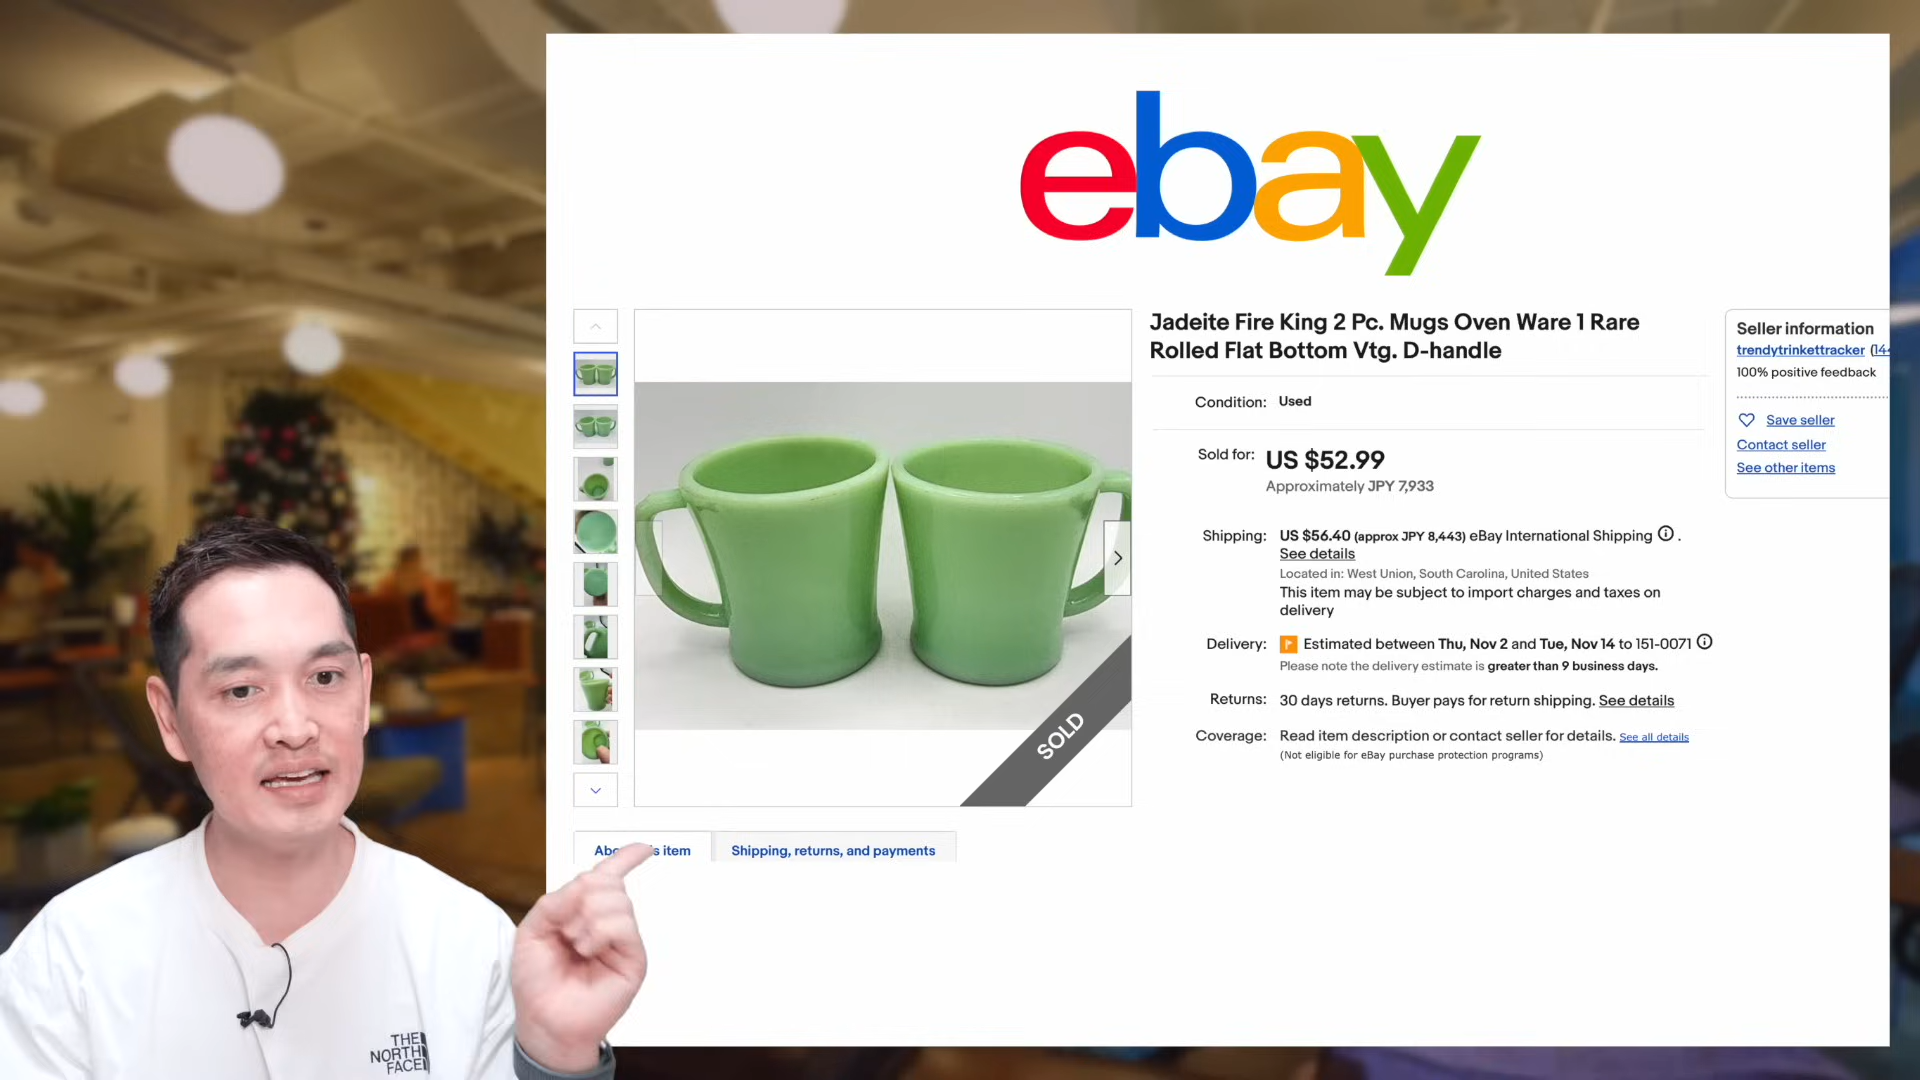 ebay
Jadeite Fire King 2 Pc. Mugs Oven Ware 1 Rare
Rolled Flat Bottom Vtg. D-handle
Condition: Used
Sold for: US $52.99
Approximately JPY 7,933
Shipping: US $56.40 (approx JPY 8,443) eBay International Shipping .
See details
Located in: West Union, South Carolina, United States
This item may be subject to import charges and taxes on
delivery
Delivery: Estimated between Thu, Nov 2 and Tue, Nov 14 to 151-0071
Please note the delivery estimate is greater than 9 business days.
Returns: 30 days returns. Buyer pays for return shipping. See details
Coverage: Read item description or contact seller for details. See all details
(Not eligible for eBay purchase protection programs)
Seller information
trendytrinkettracker
100% positive feedback
Save seller
Contact seller
See other items
SOLD
item
Shipping, returns, and payments
THE
NORTH
FACE